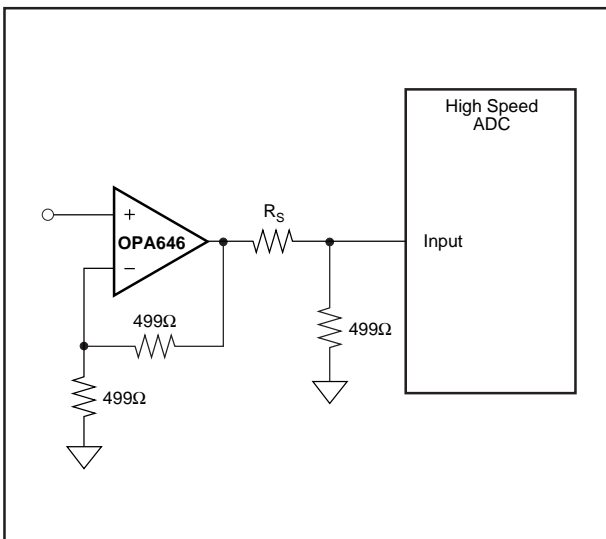 High Speed
ADC
R_S
+
OPA646
Input
−
499Ω
499Ω
499Ω